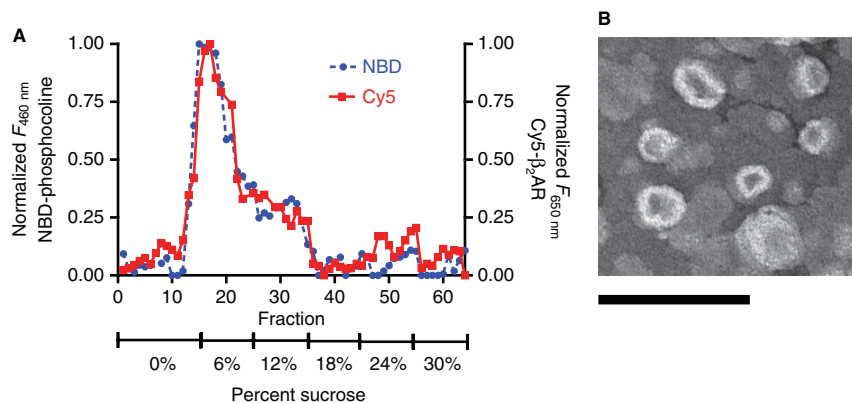 A
B
1.00
0.75
0.50
0.25
0.00
Normalized F460 nm
NBD-phosphocoline
NBD
Cy5
1.00
0.75
0.50
0.25
0.00
Normalized F650 nm
Cy5-β2AR
0 10 20 30 40 50 60
Fraction
0% 6% 12% 18% 24% 30%
Percent sucrose